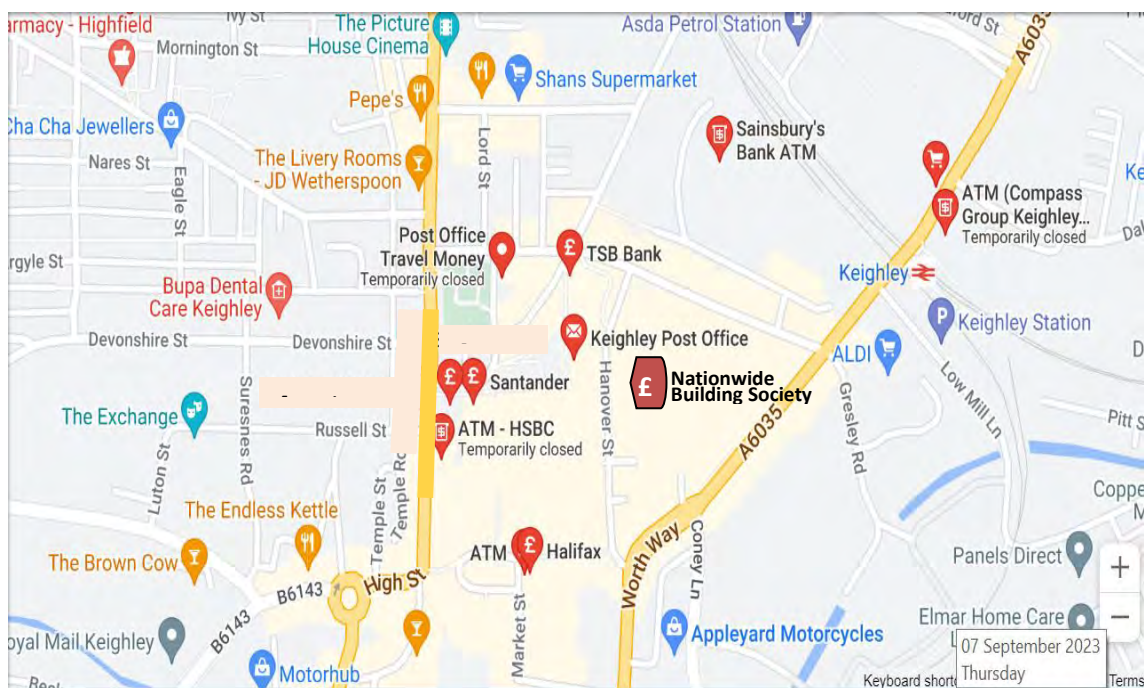 armacy - Highfield
Ivy St
Mornington St
The Picture
House Cinema
Pepe's
Shans Supermarket
Asda Petrol Station
A6035
Cha Cha Jewellers
Nares St
Eagle St
The Livery Rooms
- JD Wetherspoon
Lord St
Sainsbury's
Bank ATM
ATM (Compass
Group Keighley...
Temporarily closed
Post Office
Travel Money
Temporarily closed
£ TSB Bank
rgyle St
Bupa Dental
Care Keighley
Keighley
P
Keighley Station
Devonshire St
Devonshire St
Keighley Post Office
ALDI
£
£ Santander
Hanover St
£ Nationwide
Building Society
Low Mill Ln
Pitt S
Gresley Rd
The Exchange
Suresnes Rd
Russell St
ATM - HSBC
Temporarily closed
A6035
Luton St
Temple St
Temple Ro
The Endless Kettle
The Brown Cow
ATM
£ Halifax
Worth Way
Coney Ln
Coppe
Panels Direct
+
−
B6143
B6143
High St
Market St
oyal Mail Keighley
Motorhub
Appleyard Motorcycles
Elmar Home Care
07 September 2023
Thursday
Keyboard shortc
Terms